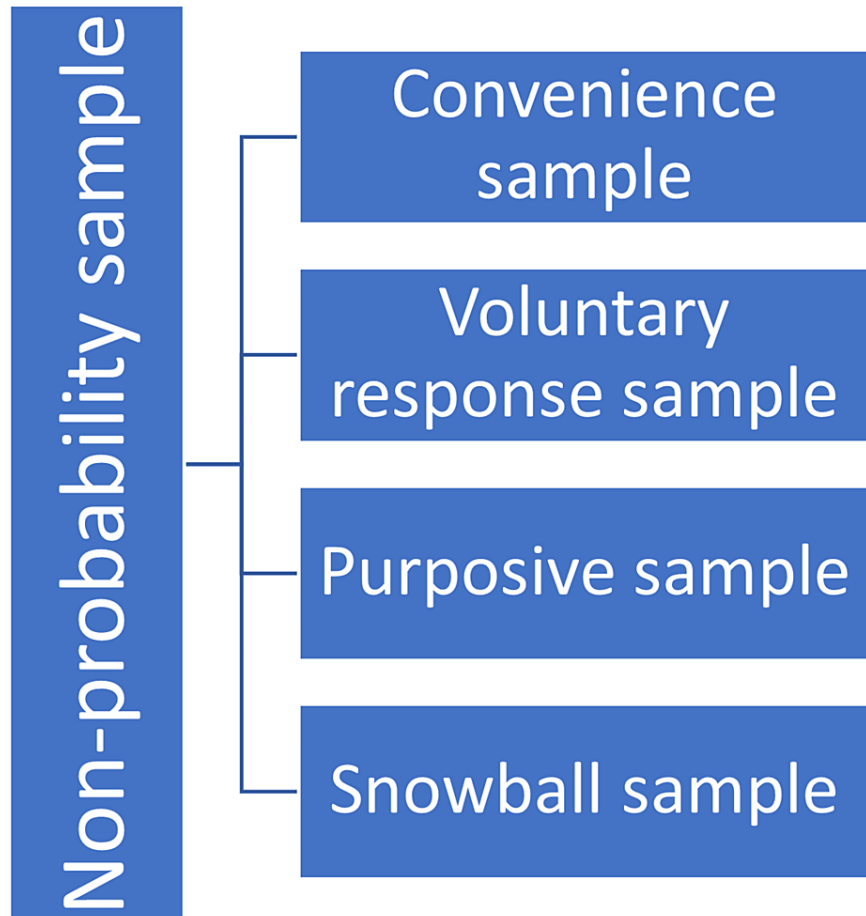 Non-probability sample
Convenience
sample
Voluntary
response sample
Purposive sample
Snowball sample